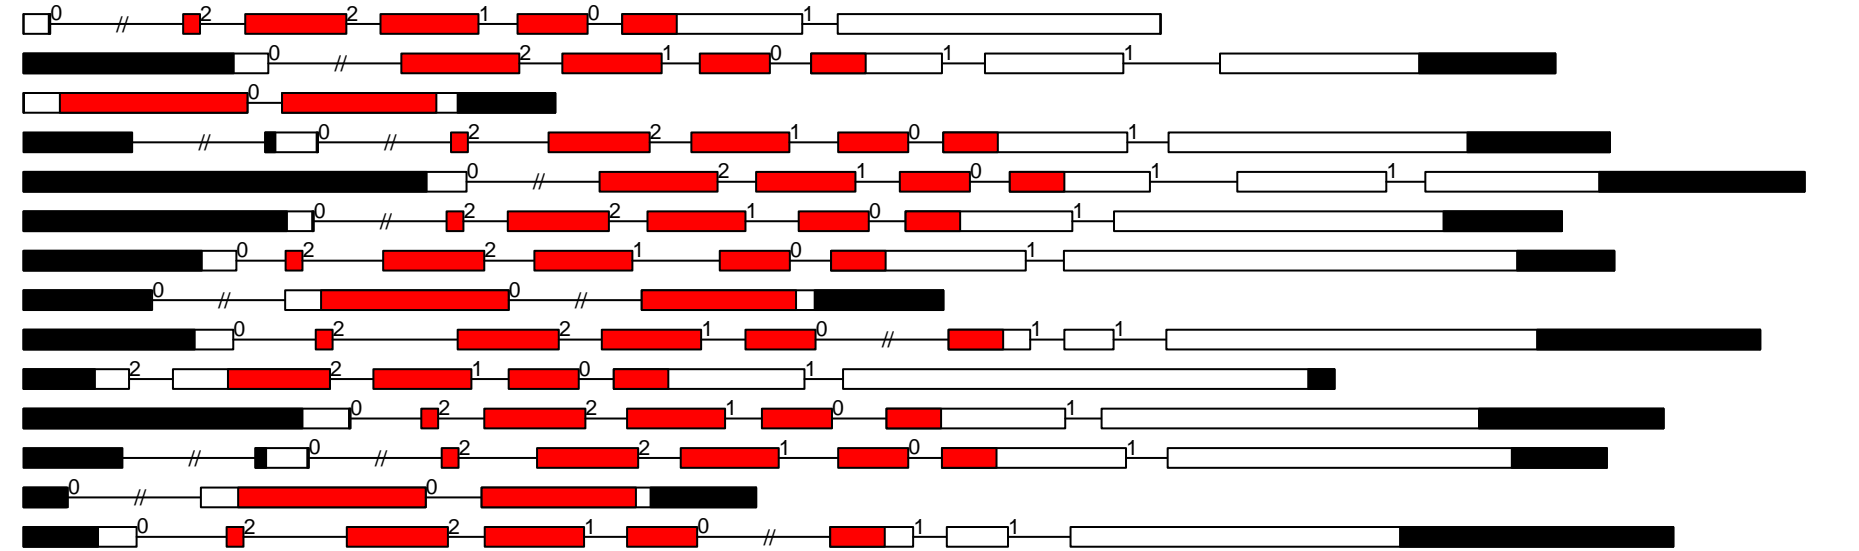 0 // 2 2 1 0 1
0 // 2 1 0 1 1
0
// 0 // 2 2 1 0 1
0 // 2 1 0 1 1
0 // 2 2 1 0 1
0 2 2 1 0 1
0 // 0 //
0 2 2 1 0 // 1 1
2 2 1 0 1
0 2 2 1 0 1
// 0 // 2 2 1 0 1
0 // 0
0 2 2 1 0 // 1 1